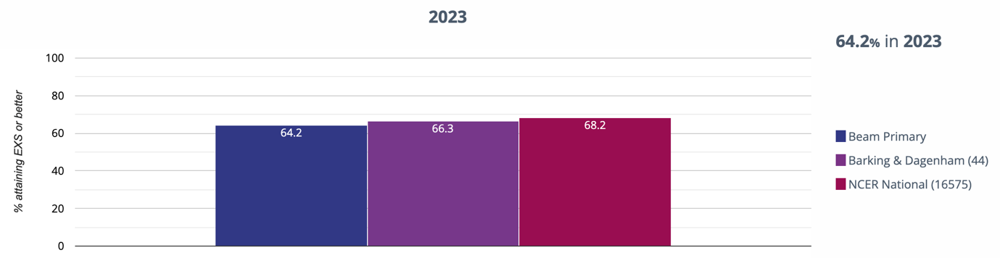 2023
64.2% in 2023
% attaining EXS or better
100
80
60
40
20
0
64.2
66.3
68.2
Beam Primary
Barking & Dagenham (44)
NCER National (16575)